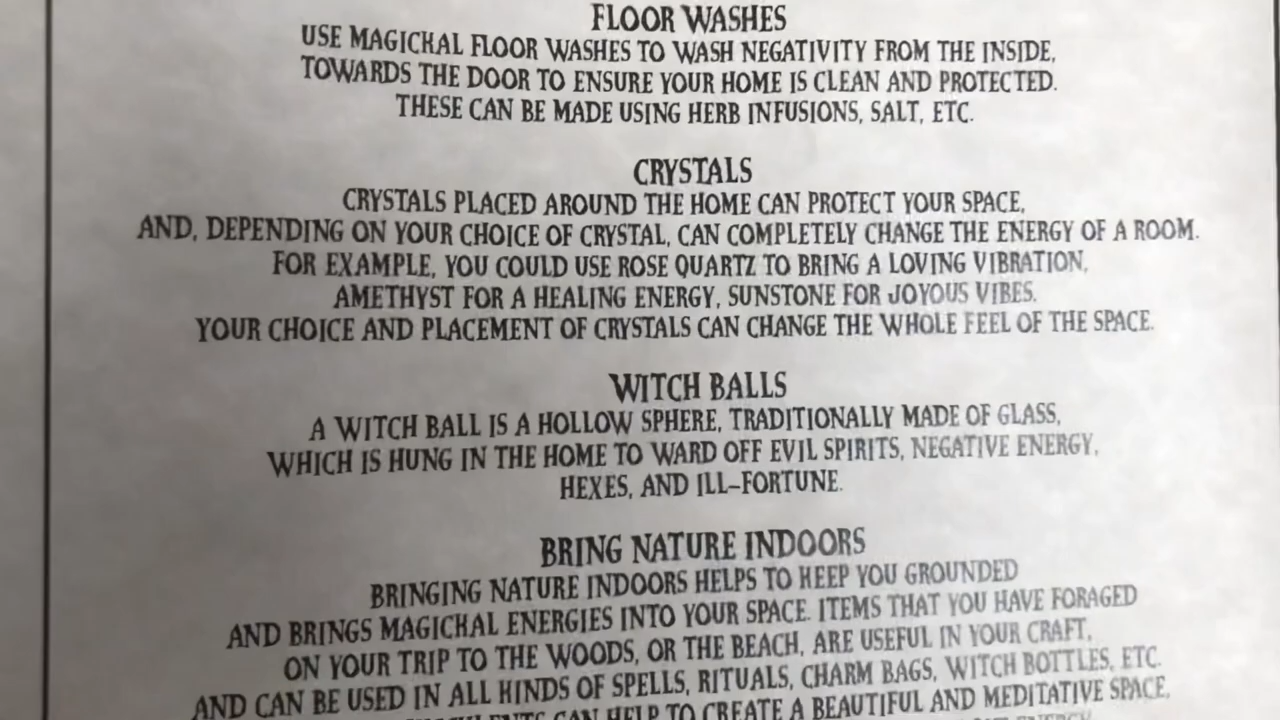 FLOOR WASHES
USE MAGICKAL FLOOR WASHES TO WASH NEGATIVITY FROM THE INSIDE,
TOWARDS THE DOOR TO ENSURE YOUR HOME IS CLEAN AND PROTECTED.
THESE CAN BE MADE USING HERB INFUSIONS, SALT, ETC.
CRYSTALS
CRYSTALS PLACED AROUND THE HOME CAN PROTECT YOUR SPACE,
AND, DEPENDING ON YOUR CHOICE OF CRYSTAL, CAN COMPLETELY CHANGE THE ENERGY OF A ROOM.
FOR EXAMPLE, YOU COULD USE ROSE QUARTZ TO BRING A LOVING VIBRATION,
AMETHYST FOR A HEALING ENERGY, SUNSTONE FOR JOYOUS VIBES.
YOUR CHOICE AND PLACEMENT OF CRYSTALS CAN CHANGE THE WHOLE FEEL OF THE SPACE.
WITCH BALLS
A WITCH BALL IS A HOLLOW SPHERE, TRADITIONALLY MADE OF GLASS,
WHICH IS HUNG IN THE HOME TO WARD OFF EVIL SPIRITS, NEGATIVE ENERGY,
HEXES, AND ILL-FORTUNE.
BRING NATURE INDOORS
BRINGING NATURE INDOORS HELPS TO KEEP YOU GROUNDED
AND BRINGS MAGICKAL ENERGIES INTO YOUR SPACE. ITEMS THAT YOU HAVE FORAGED
ON YOUR TRIP TO THE WOODS, OR THE BEACH, ARE USEFUL IN YOUR CRAFT,
AND CAN BE USED IN ALL KINDS OF SPELLS, RITUALS, CHARM BAGS, WITCH BOTTLES, ETC.
CAN HELP TO CREATE A BEAUTIFUL AND MEDITATIVE SPACE,